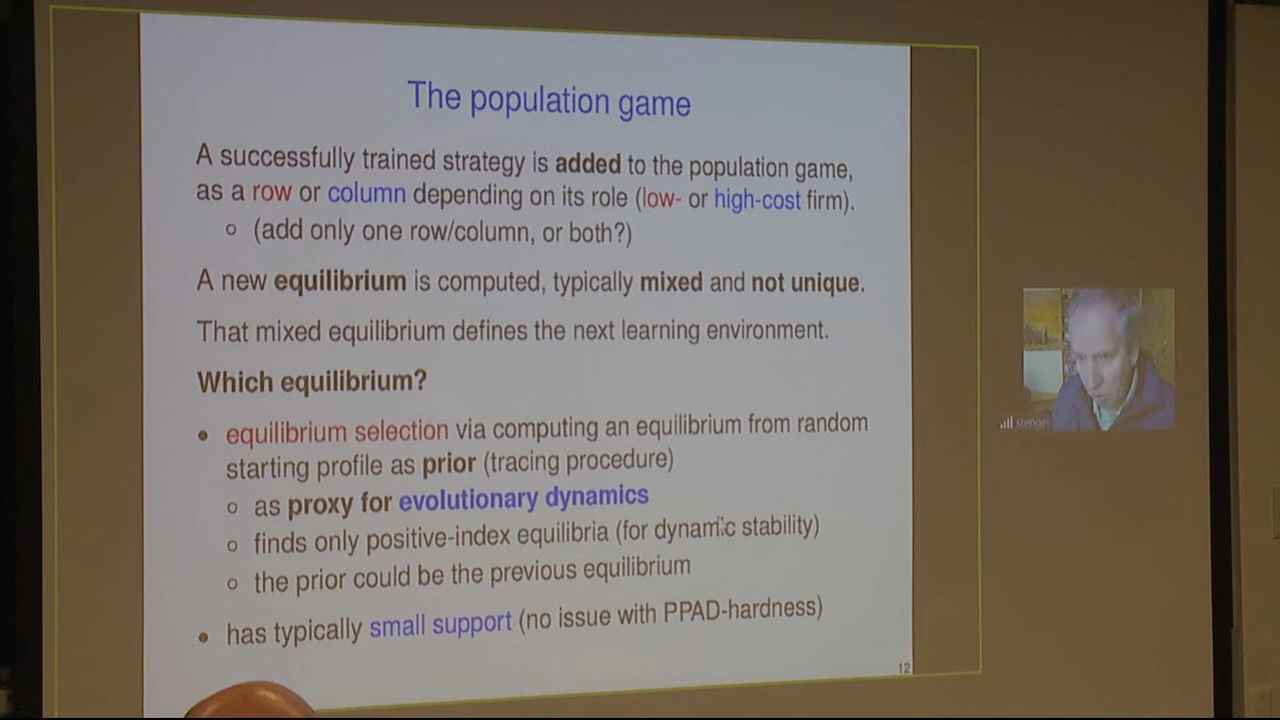 The population game
A successfully trained strategy is added to the population game,
as a row or column depending on its role (low- or high-cost firm).
(add only one row/column, or both?)
A new equilibrium is computed, typically mixed and not unique.
That mixed equilibrium defines the next learning environment.
Which equilibrium?
equilibrium selection via computing an equilibrium from random
starting profile as prior (tracing procedure)
as proxy for evolutionary dynamics
finds only positive-index equilibria (for dynamic stability)
the prior could be the previous equilibrium
has typically small support (no issue with PPAD-hardness)
12
stengel